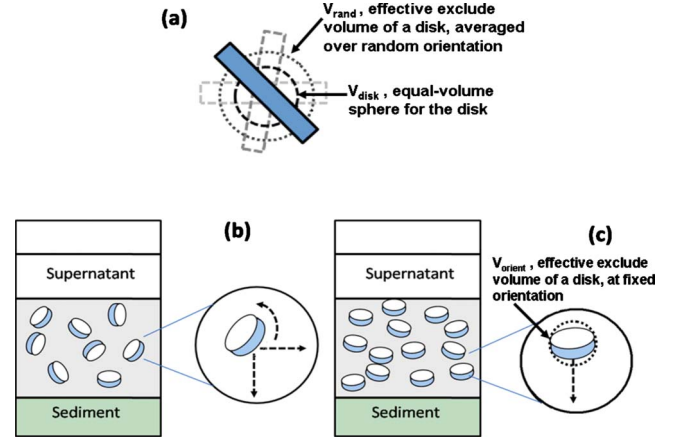 (a)
V_rand , effective exclude
volume of a disk, averaged
over random orientation
V_disk , equal-volume
sphere for the disk
(b)
Supernatant
Sediment
(c)
Supernatant
V_orient , effective exclude
volume of a disk, at fixed
orientation
Sediment